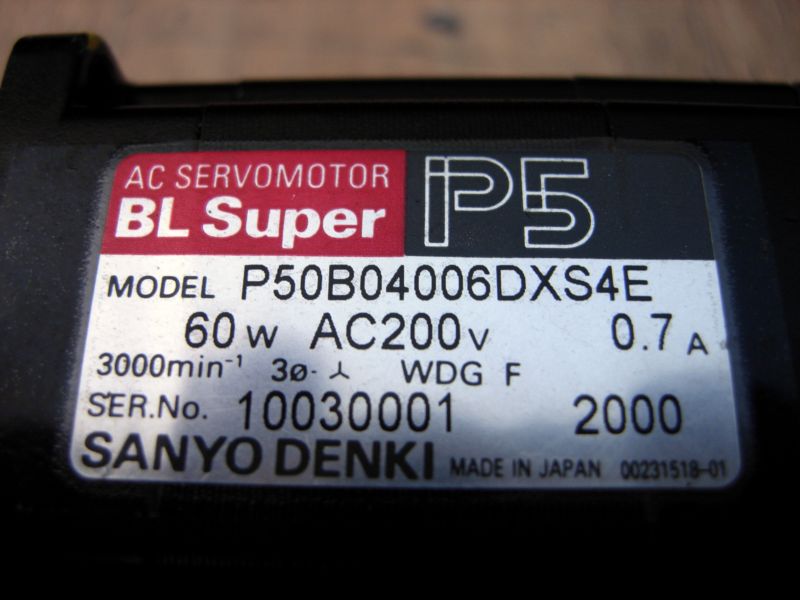 AC SERVOMOTOR
BL Super P5
MODEL P50B04006DXS4E
60 W AC200V 0.7 A
3000min⁻¹ 3ø-⅄ WDG F
SER.No. 10030001 2000
SANYO DENKI MADE IN JAPAN 00231518-01